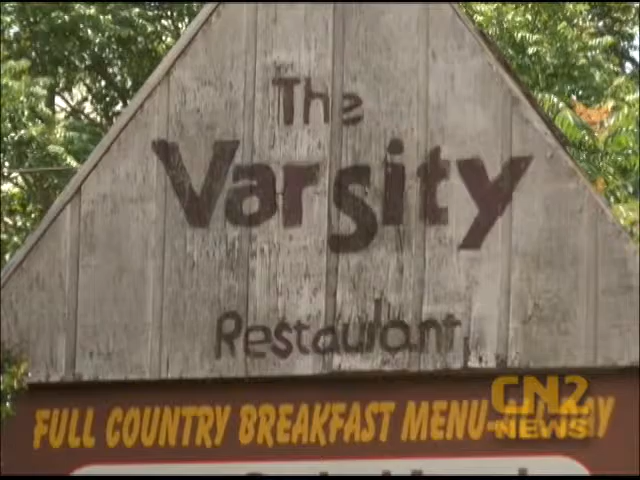 The
Varsity
Restaurant
FULL COUNTRY BREAKFAST MENU
CN2
NEWS